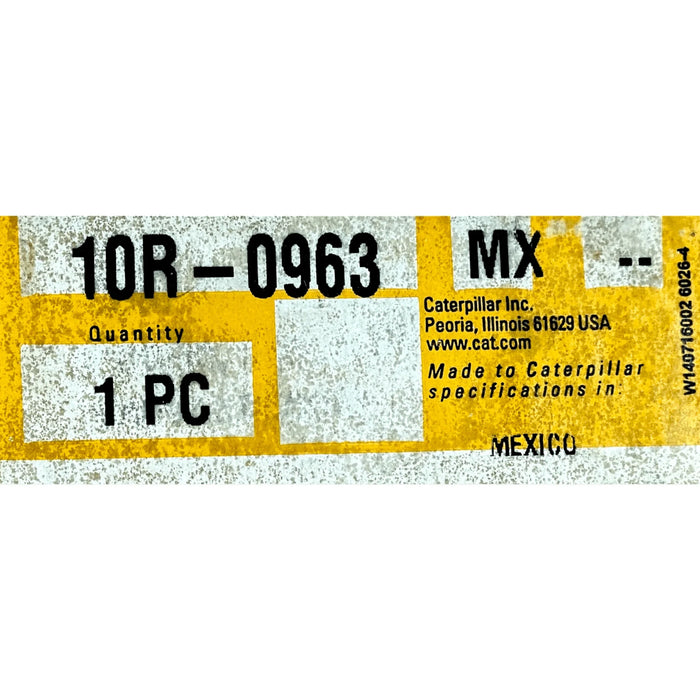 10R-0963 MX --
Quantity
1 PC
Caterpillar Inc.
Peoria, Illinois 61629 USA
www.cat.com
Made to Caterpillar
specifications in:
MEXICO
W140716002 6026-4